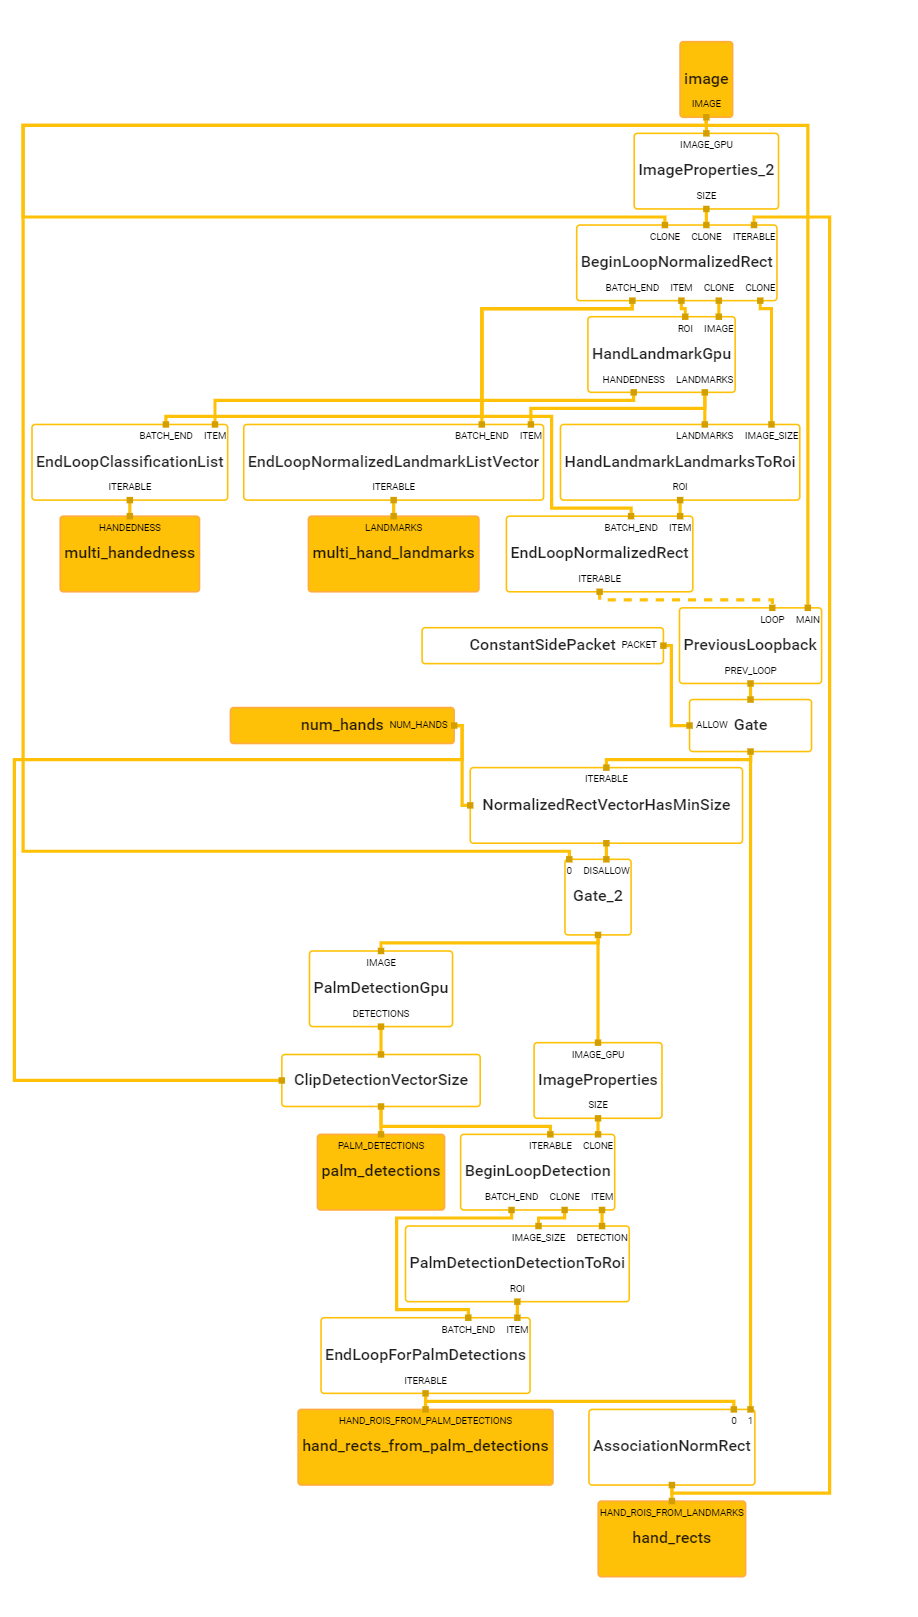 image
IMAGE
IMAGE_GPU
ImageProperties_2
SIZE
CLONE CLONE ITERABLE
BeginLoopNormalizedRect
BATCH_END ITEM CLONE CLONE
ROI IMAGE
HandLandmarkGpu
HANDEDNESS LANDMARKS
BATCH_END ITEM
EndLoopClassificationList
ITERABLE
BATCH_END ITEM
EndLoopNormalizedLandmarkListVector
ITERABLE
LANDMARKS IMAGE_SIZE
HandLandmarkLandmarksToRoi
ROI
HANDEDNESS
multi_handedness
LANDMARKS
multi_hand_landmarks
BATCH_END ITEM
EndLoopNormalizedRect
ITERABLE
LOOP MAIN
PreviousLoopback
PREV_LOOP
ConstantSidePacket PACKET
ALLOW Gate
num_hands NUM_HANDS
ITERABLE
NormalizedRectVectorHasMinSize
0 DISALLOW
Gate_2
IMAGE
PalmDetectionGpu
DETECTIONS
ClipDetectionVectorSize
IMAGE_GPU
ImageProperties
SIZE
PALM_DETECTIONS
palm_detections
ITERABLE CLONE
BeginLoopDetection
BATCH_END CLONE ITEM
IMAGE_SIZE DETECTION
PalmDetectionDetectionToRoi
ROI
BATCH_END ITEM
EndLoopForPalmDetections
ITERABLE
HAND_ROIS_FROM_PALM_DETECTIONS
hand_rects_from_palm_detections
0 1
AssociationNormRect
HAND_ROIS_FROM_LANDMARKS
hand_rects